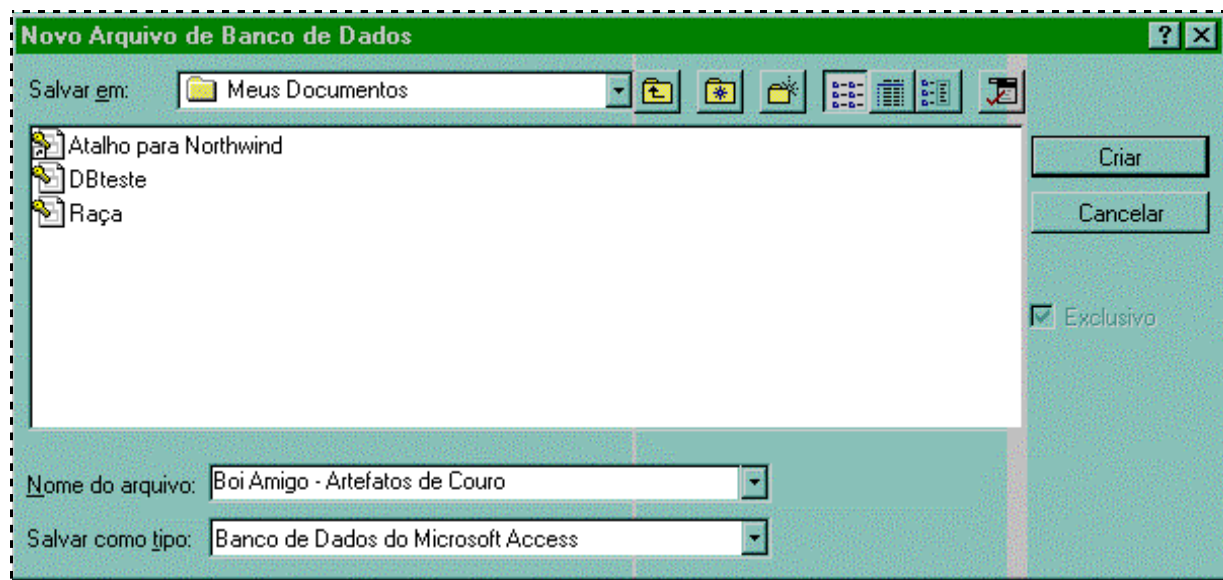 Novo Arquivo de Banco de Dados
Salvar em: Meus Documentos
Atalho para Northwind
DBteste
Raça
Criar
Cancelar
Exclusivo
Nome do arquivo: Boi Amigo - Artefatos de Couro
Salvar como tipo: Banco de Dados do Microsoft Access